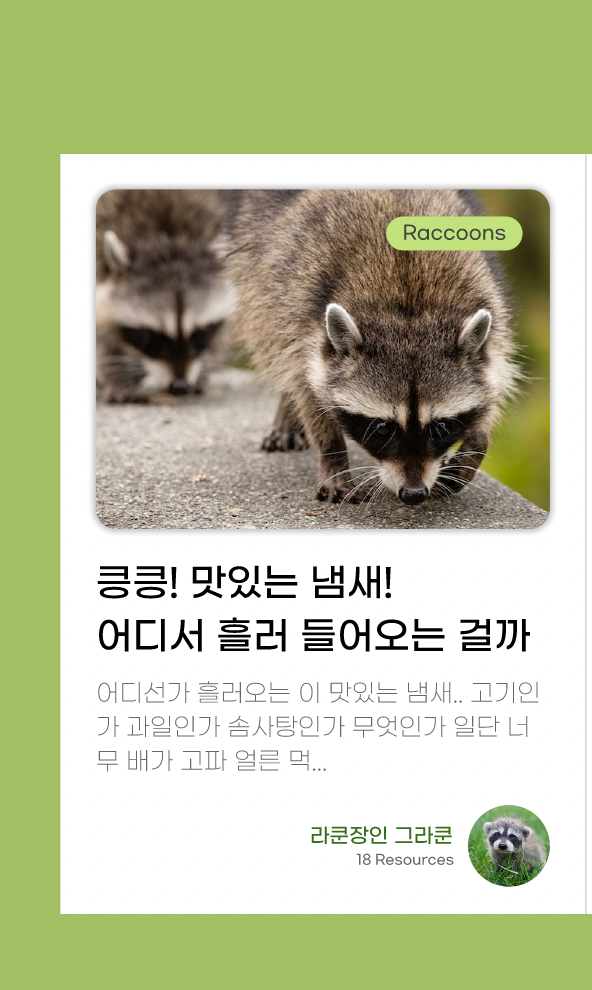 Raccoons
킁킁! 맛있는 냄새!
어디서 흘러 들어오는 걸까
어디선가 흘러오는 이 맛있는 냄새.. 고기인
가 과일인가 솜사탕인가 무엇인가 일단 너
무 배가 고파 얼른 먹...
라쿤장인 그라쿤
18 Resources